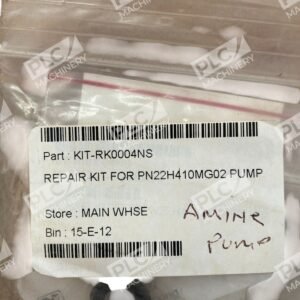 Part : KIT-RK0004NS
REPAIR KIT FOR PN22H410MG02 PUMP
Store : MAIN WHSE
Bin : 15-E-12
AMINE
PUMP
PLC MACHINERY